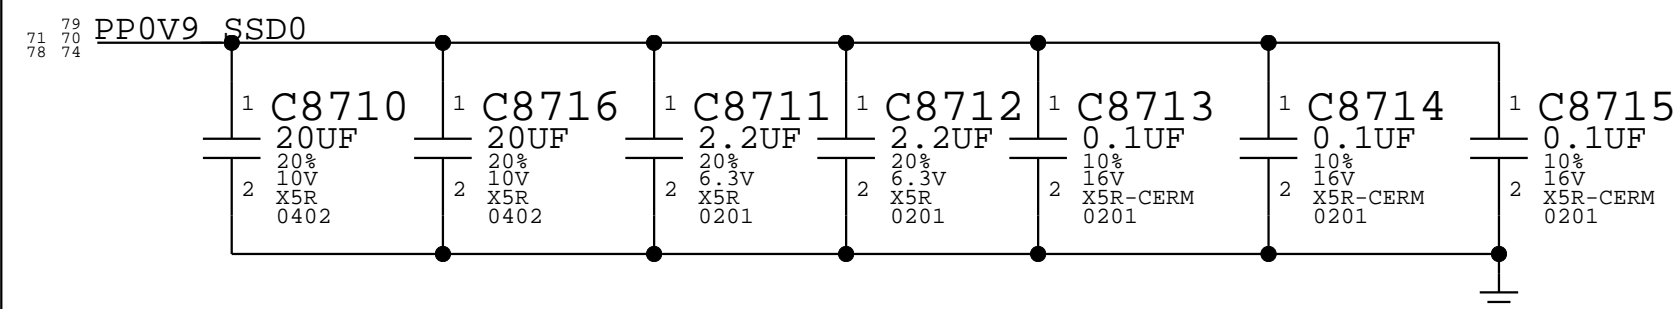 79
71 70
78 74
PP0V9_SSD0
1
C8710
20UF
20%
10V
X5R
0402
2
1
C8716
20UF
20%
10V
X5R
0402
2
1
C8711
2.2UF
20%
6.3V
X5R
0201
2
1
C8712
2.2UF
20%
6.3V
X5R
0201
2
1
C8713
0.1UF
10%
16V
X5R-CERM
0201
2
1
C8714
0.1UF
10%
16V
X5R-CERM
0201
2
1
C8715
0.1UF
10%
16V
X5R-CERM
0201
2